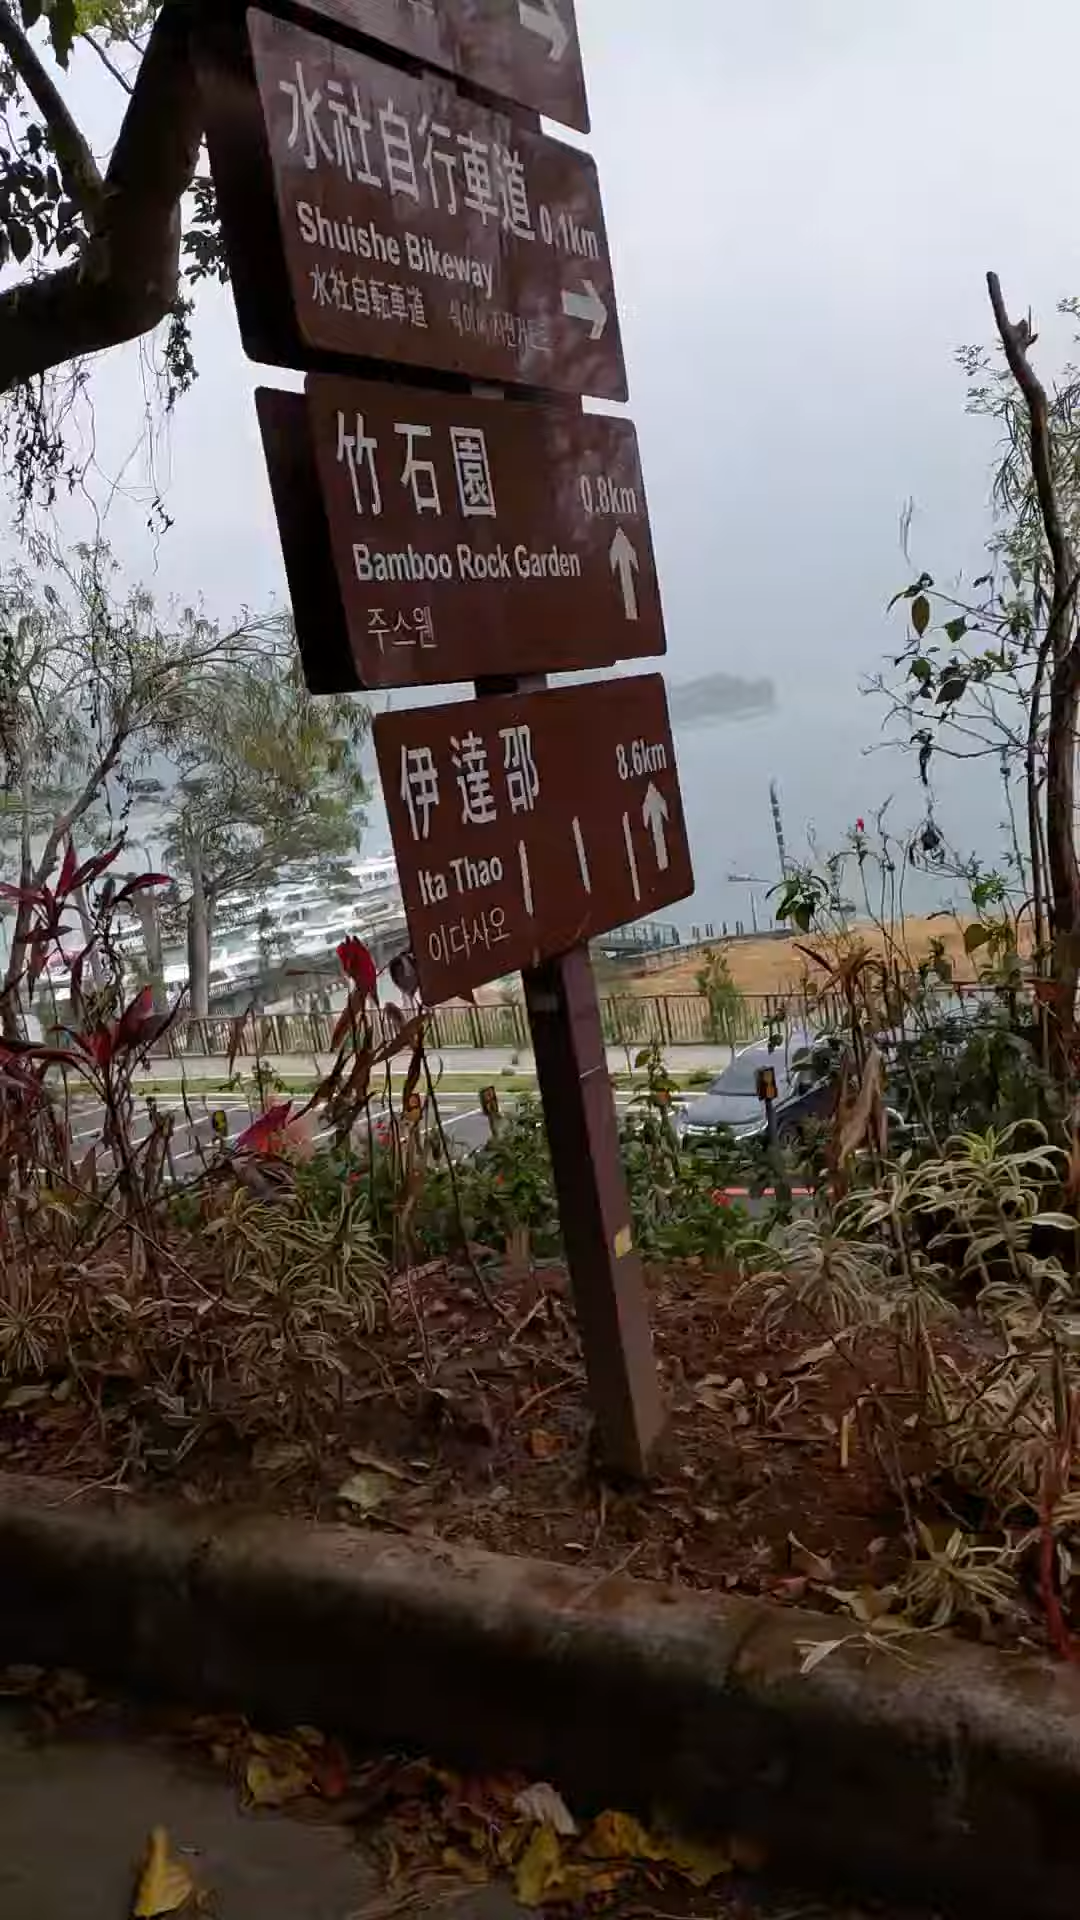 水社自行車道 0.1km
Shuishe Bikeway
水社自転車道
竹石園 0.8km
Bamboo Rock Garden
주스웬
伊達邵 8.6km
Ita Thao
이다사오